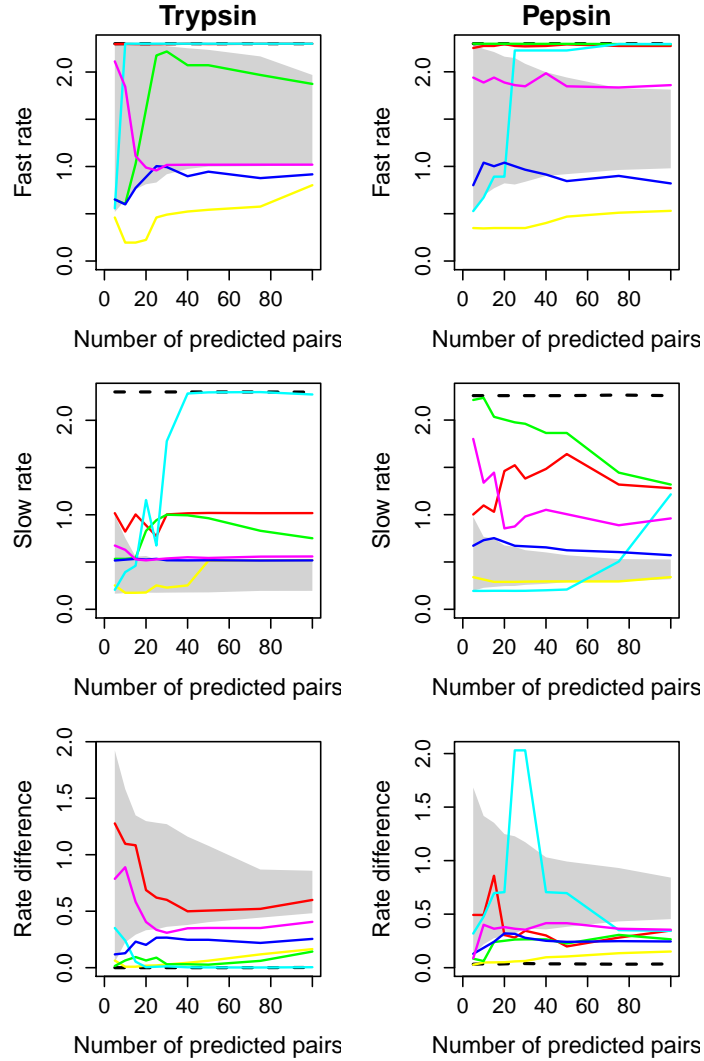 Trypsin
Pepsin
Fast rate
0.0 1.0 2.0
0 20 40 60 80
Number of predicted pairs
Fast rate
0.0 1.0 2.0
0 20 40 60 80
Number of predicted pairs
Slow rate
0.0 1.0 2.0
0 20 40 60 80
Number of predicted pairs
Slow rate
0.0 1.0 2.0
0 20 40 60 80
Number of predicted pairs
Rate difference
0.0 0.5 1.0 1.5 2.0
0 20 40 60 80
Number of predicted pairs
Rate difference
0.0 0.5 1.0 1.5 2.0
0 20 40 60 80
Number of predicted pairs